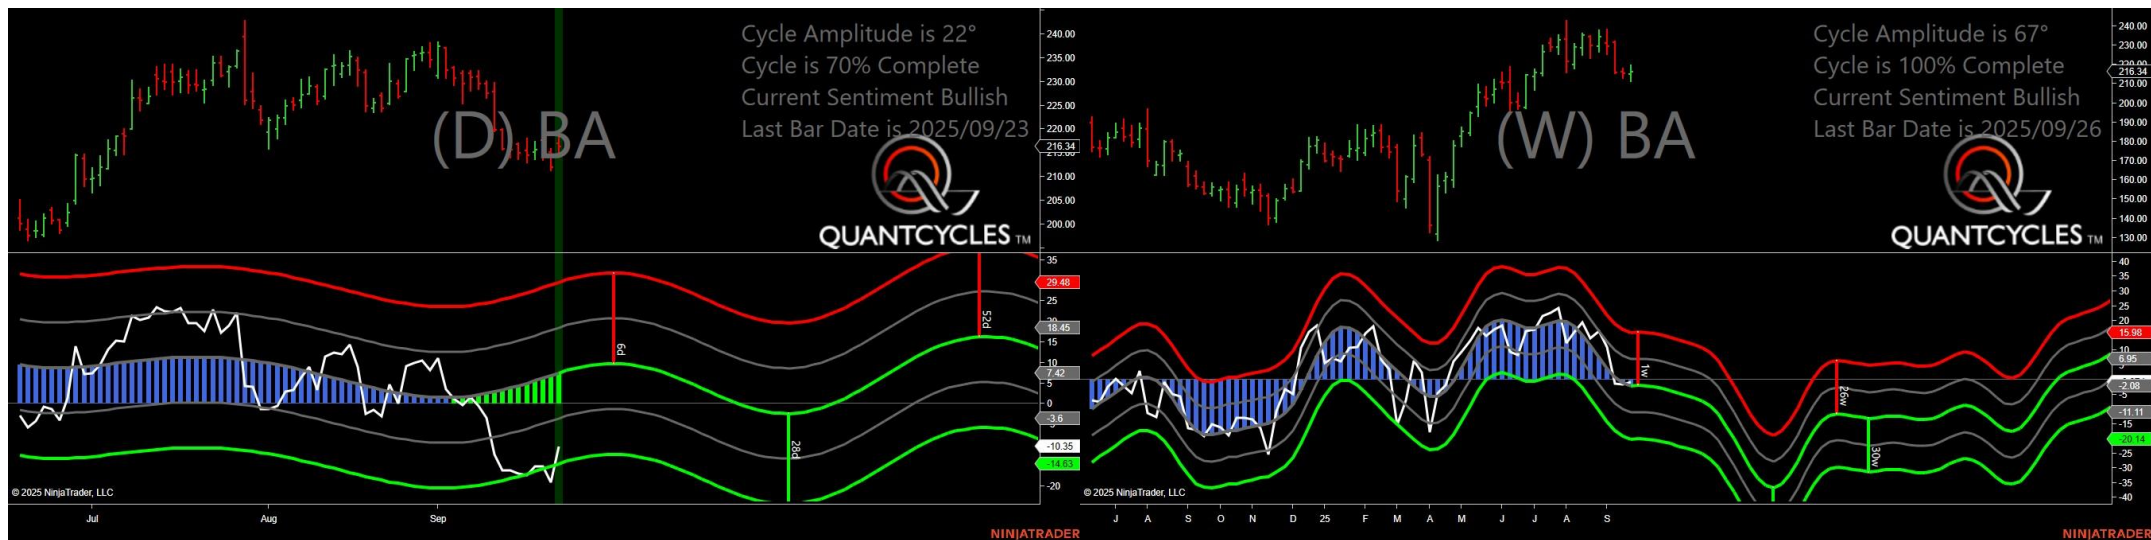 Cycle Amplitude is 22°
Cycle is 70% Complete
Current Sentiment Bullish
Last Bar Date is 2025/09/23
(D) BA
QUANTCYCLES TM
240.00
235.00
230.00
225.00
220.00
216.34
210.00
205.00
200.00
35
29.48
25
20
18.45
15
10
7.42
5
0
-3.6
-10.35
-14.63
-20
6d
28d
52d
© 2025 NinjaTrader, LLC
Jul
Aug
Sep
NINJATRADER
Cycle Amplitude is 67°
Cycle is 100% Complete
Current Sentiment Bullish
Last Bar Date is 2025/09/26
(W) BA
QUANTCYCLES TM
240.00
230.00
220.00
216.34
200.00
190.00
180.00
170.00
160.00
150.00
140.00
130.00
40
35
30
25
20
15.98
10
6.95
-2.08
-11.11
-15
-20.14
-25
-30
-35
-40
1w
26w
30w
© 2025 NinjaTrader, LLC
J A S O N D 25 F M A M J J A S
NINJATRADER